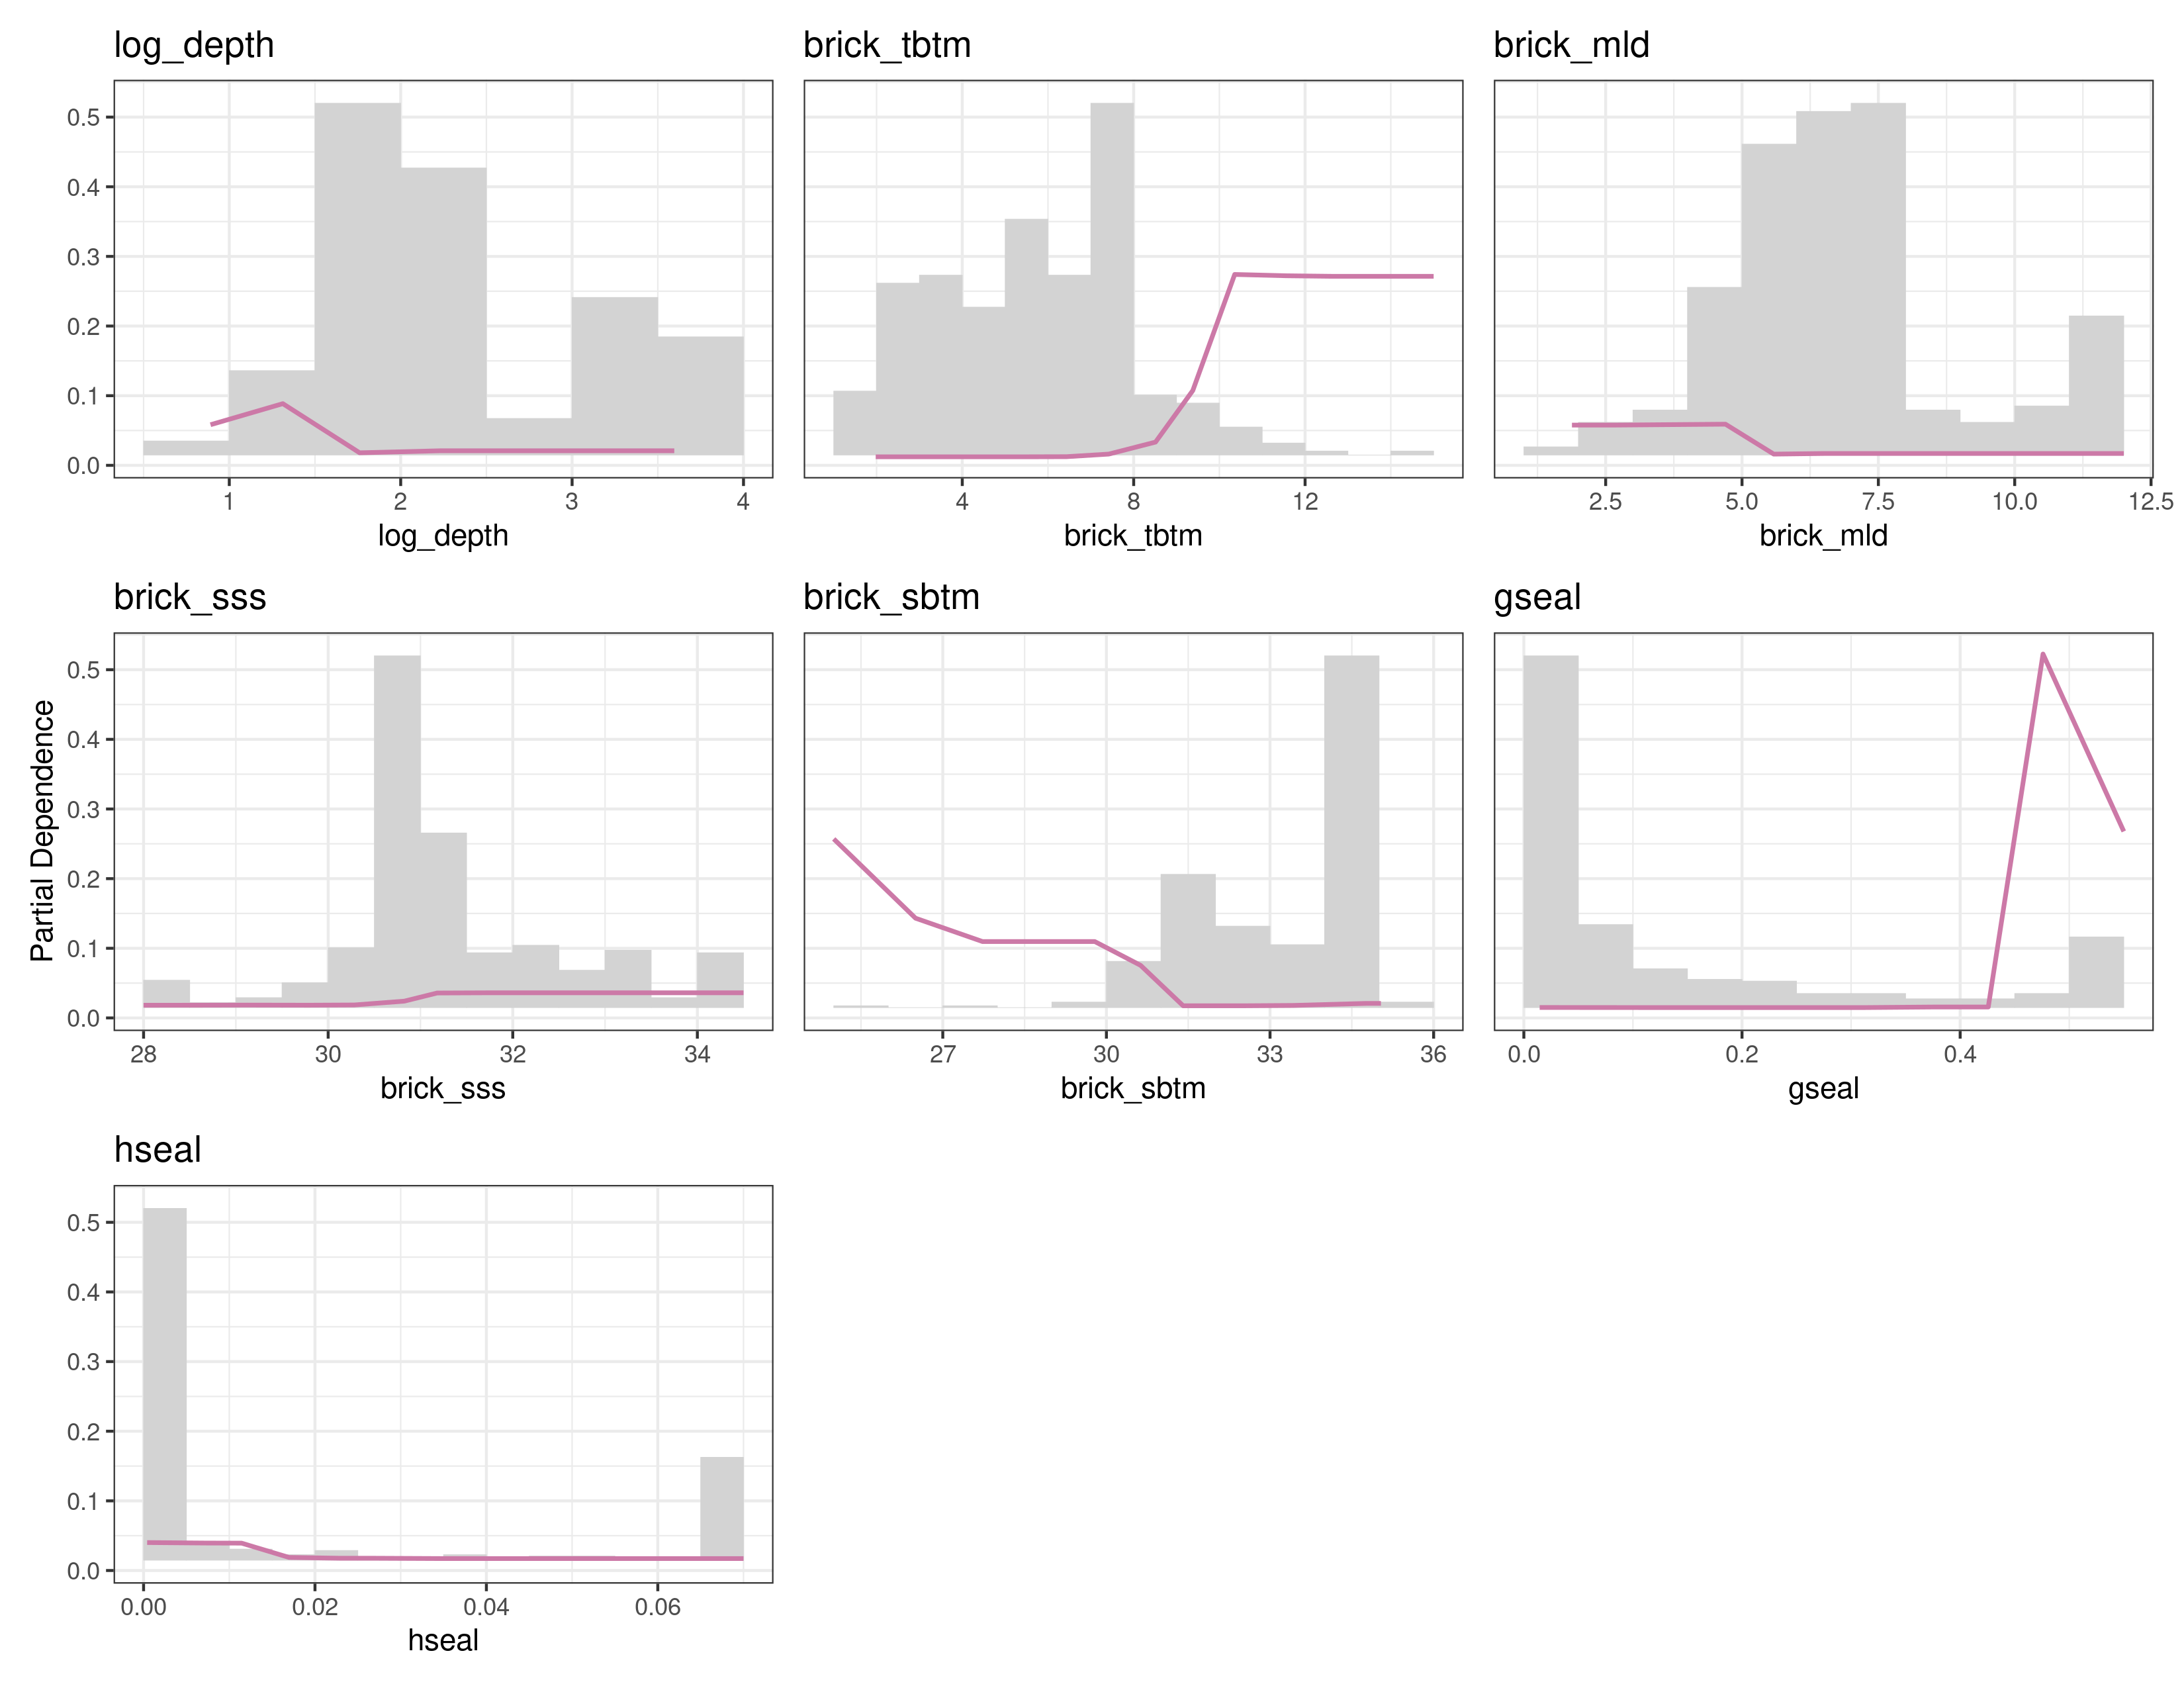 log_depth brick_tbtm brick_mld
0.5
0.4
0.3
0.2
0.1
0.0
1 2 3 4 4 8 12 2.5 5.0 7.5 10.0 12.5
log_depth brick_tbtm brick_mld
brick_sss brick_sbtm gseal
Partial Dependence
0.5
0.4
0.3
0.2
0.1
0.0
28 30 32 34 27 30 33 36 0.0 0.2 0.4
brick_sss brick_sbtm gseal
hseal
0.5
0.4
0.3
0.2
0.1
0.0
0.00 0.02 0.04 0.06
hseal